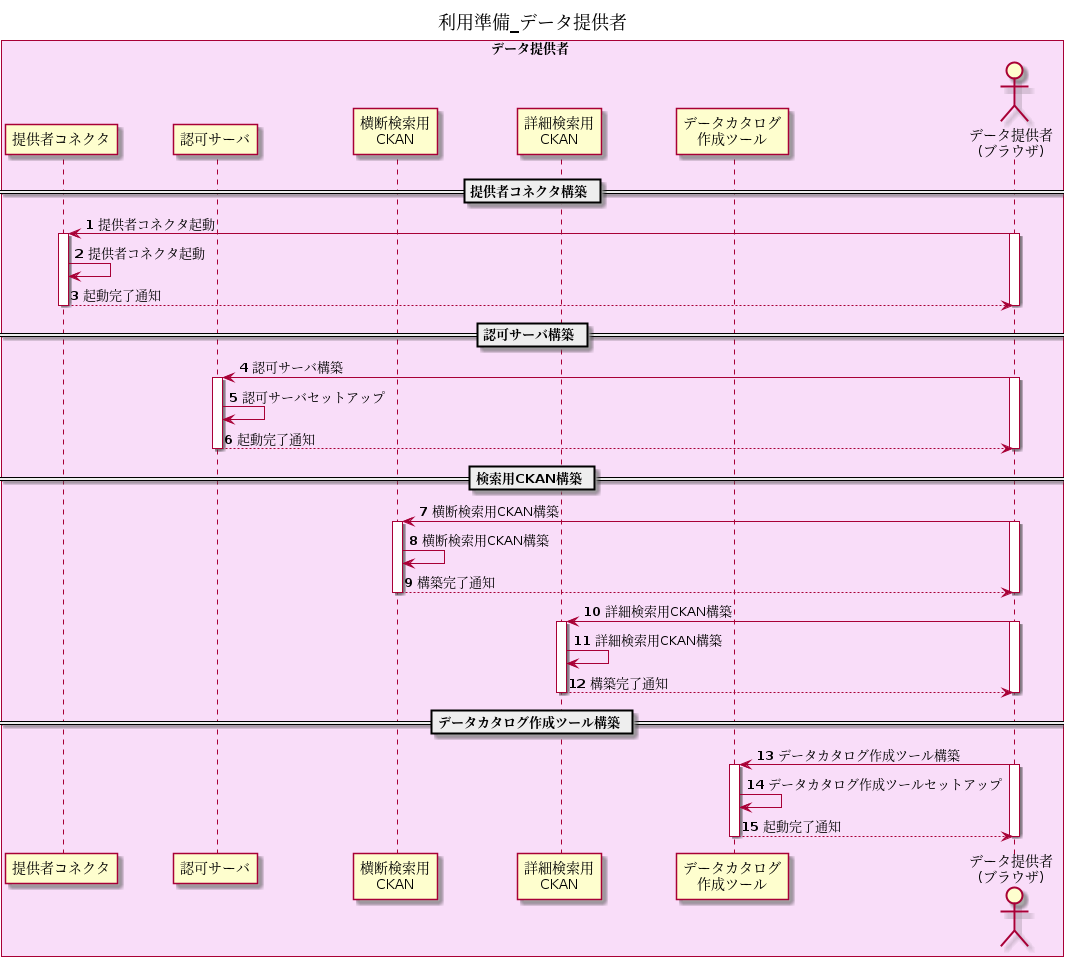 利用準備_データ提供者
データ提供者
提供者コネクタ
認可サーバ
横断検索用
CKAN
詳細検索用
CKAN
データカタログ
作成ツール
データ提供者
(ブラウザ)
提供者コネクタ構築
1 提供者コネクタ起動
2 提供者コネクタ起動
3 起動完了通知
認可サーバ構築
4 認可サーバ構築
5 認可サーバセットアップ
6 起動完了通知
検索用CKAN構築
7 横断検索用CKAN構築
8 横断検索用CKAN構築
9 構築完了通知
10 詳細検索用CKAN構築
11 詳細検索用CKAN構築
12 構築完了通知
データカタログ作成ツール構築
13 データカタログ作成ツール構築
14 データカタログ作成ツールセットアップ
15 起動完了通知
提供者コネクタ
認可サーバ
横断検索用
CKAN
詳細検索用
CKAN
データカタログ
作成ツール
データ提供者
(ブラウザ)